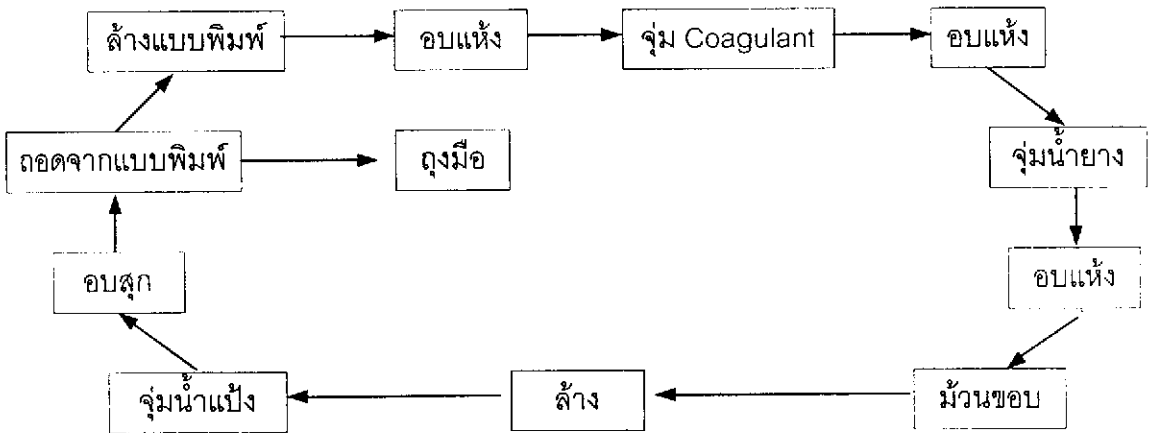 ล้างแบบพิมพ์
อบแห้ง
จุ่ม Coagulant
อบแห้ง
ถอดจากแบบพิมพ์
ถุงมือ
จุ่มน้ำยาง
อบสุก
อบแห้ง
จุ่มน้ำแป้ง
ล้าง
ม้วนขอบ